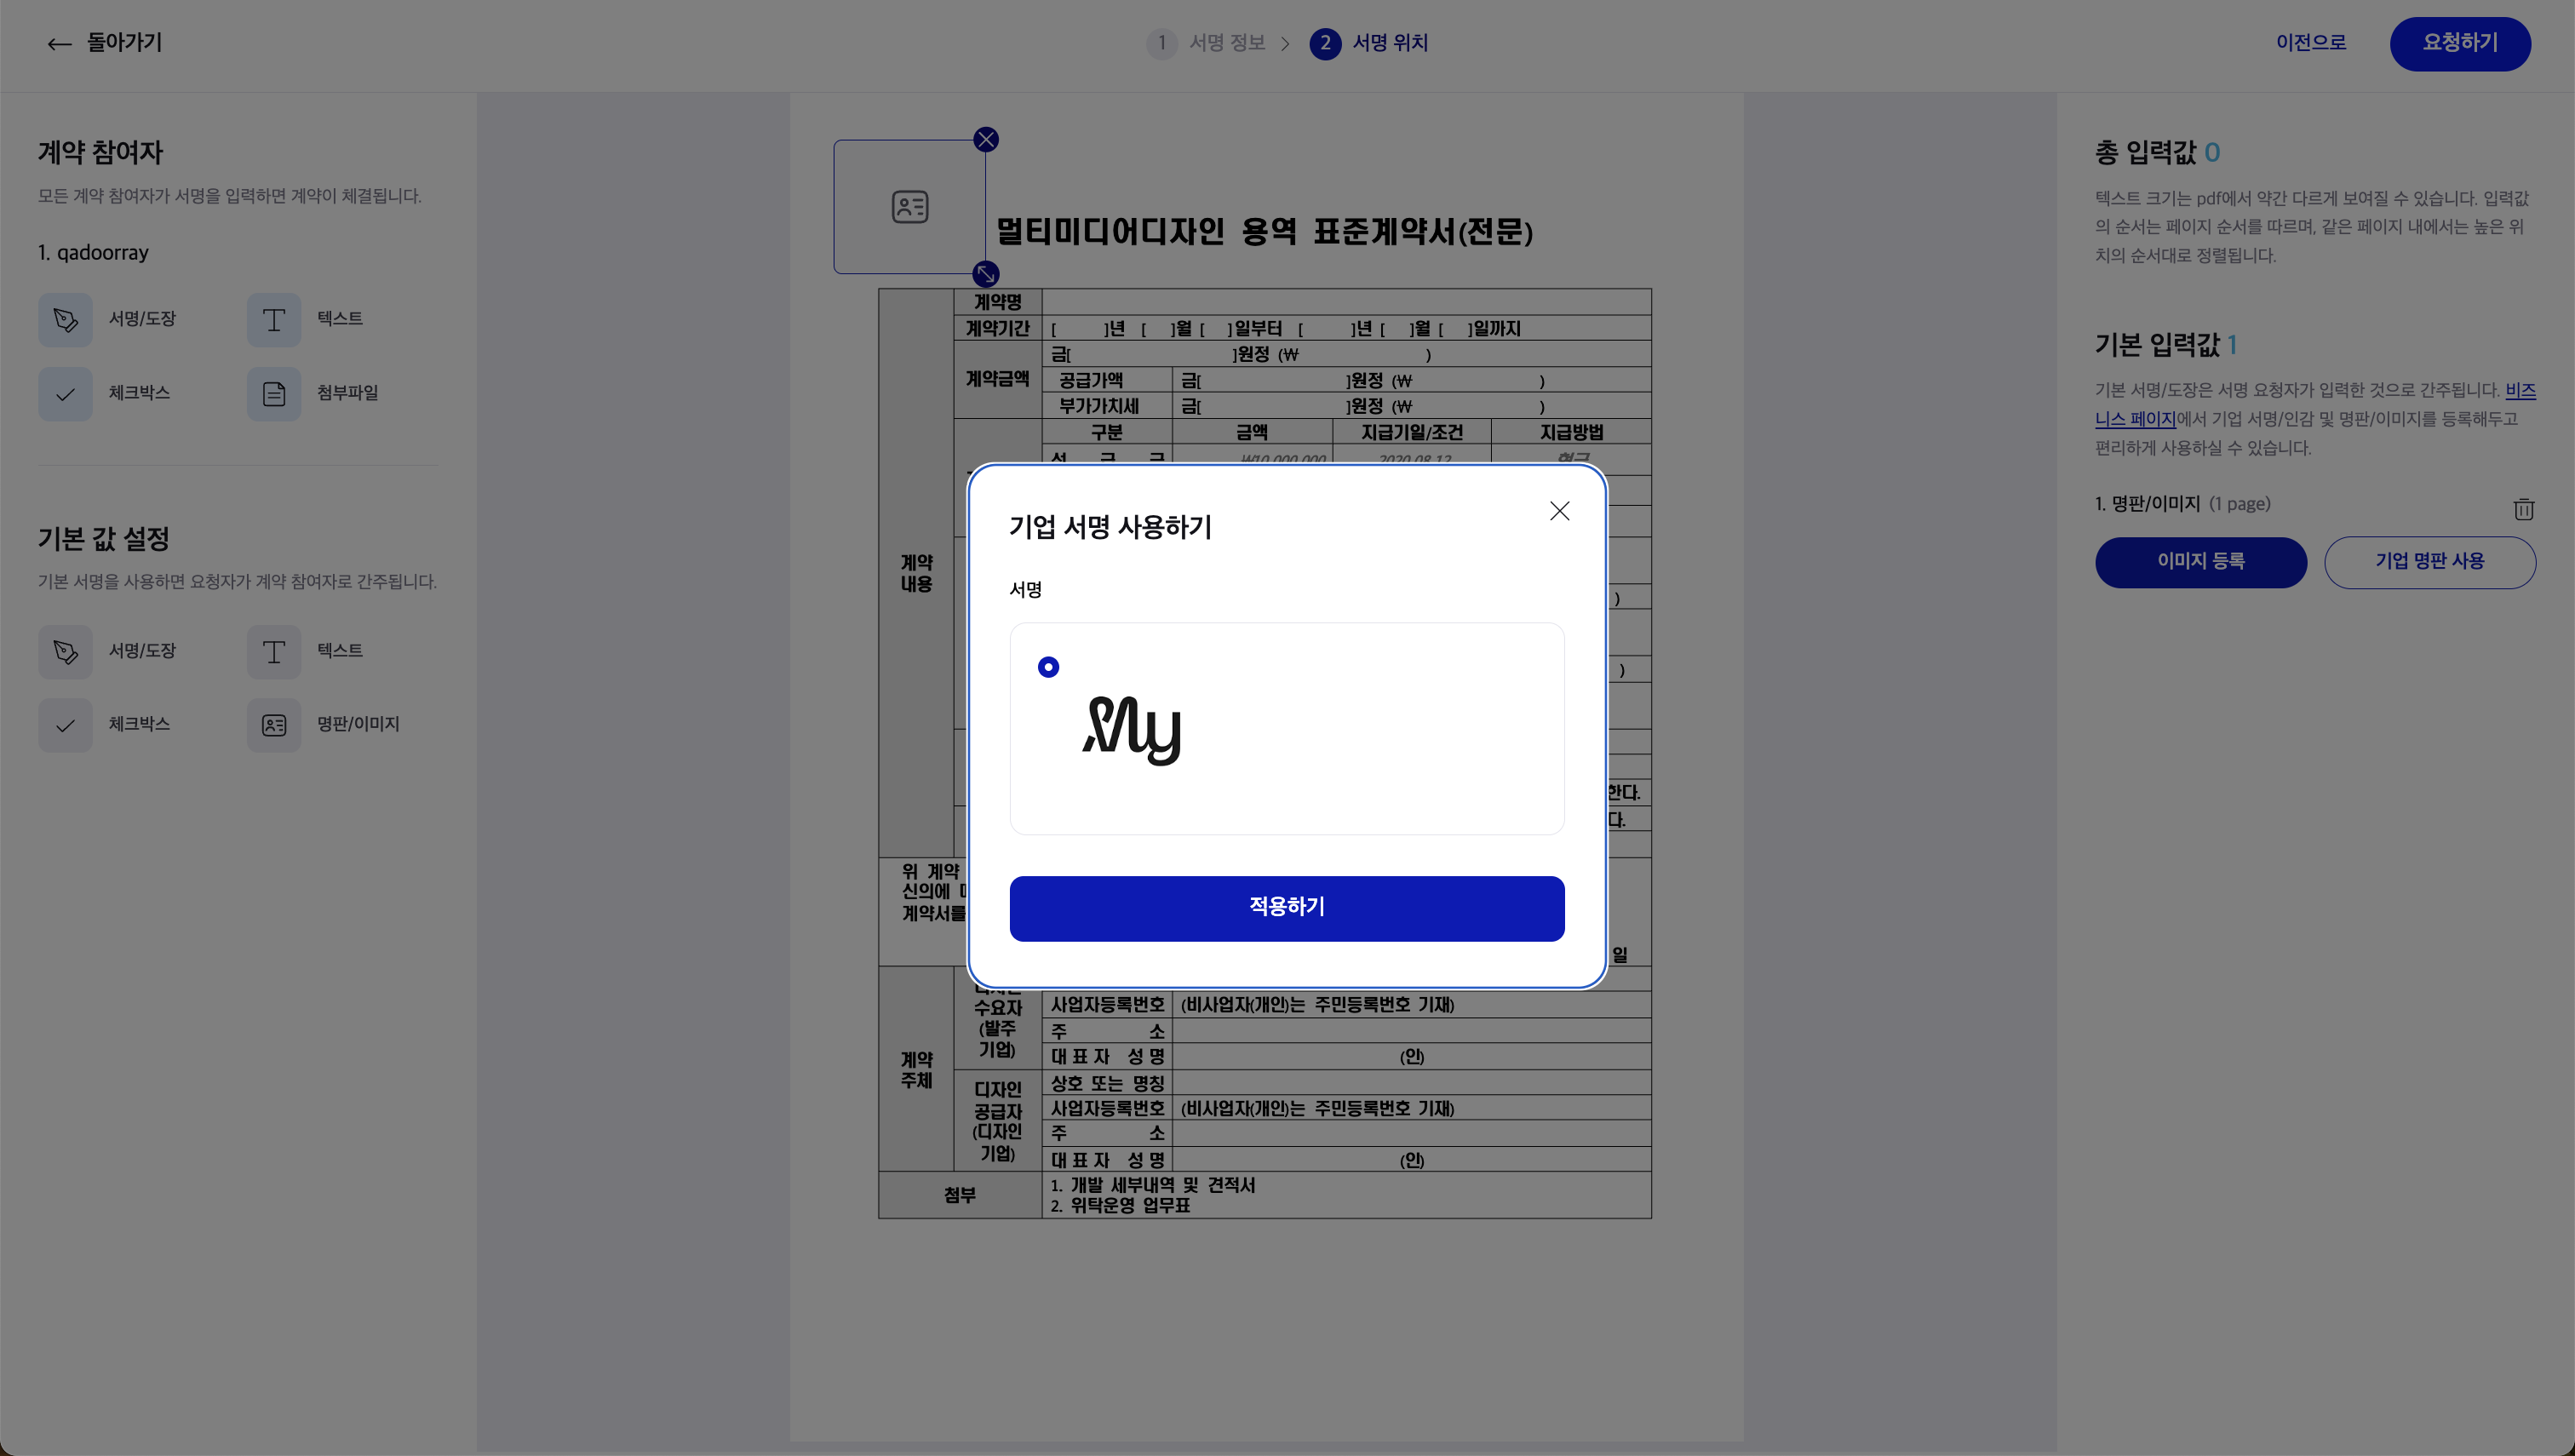 돌아가기
1 서명 정보 > 2 서명 위치
이전으로
요청하기
계약 참여자
모든 계약 참여자가 서명을 입력하면 계약이 체결됩니다.
1. qadoorray
서명/도장 텍스트
체크박스 첨부파일
기본 값 설정
기본 서명을 사용하면 요청자가 계약 참여자로 간주됩니다.
서명/도장 텍스트
체크박스 명판/이미지
멀티미디어디자인 용역 표준계약서(전문)
계약명
계약기간 [ ]년 [ ]월 [ ]일부터 [ ]년 [ ]월 [ ]일까지
금[ ]원정 (₩ )
계약금액 공급가액 금[ ]원정 (₩ )
부가가치세 금[ ]원정 (₩ )
구분 금액 지급기일/조건 지급방법
선 급 금 ₩10,000,000 2020.08.12 현금
계약
내용
)
)
한다.
다.
위 계약
신의에
계약서를
일
기업 서명 사용하기
서명
My
적용하기
계약
주체
디자인
수요자
(발주
기업)
사업자등록번호 (비사업자(개인)는 주민등록번호 기재)
주 소
대 표 자 성 명 (인)
디자인
공급자
(디자인
기업)
상호 또는 명칭
사업자등록번호 (비사업자(개인)는 주민등록번호 기재)
주 소
대 표 자 성 명 (인)
첨부
1. 개발 세부내역 및 견적서
2. 위탁운영 업무표
총 입력값 0
텍스트 크기는 pdf에서 약간 다르게 보여질 수 있습니다. 입력값
의 순서는 페이지 순서를 따르며, 같은 페이지 내에서는 높은 위
치의 순서대로 정렬됩니다.
기본 입력값 1
기본 서명/도장은 서명 요청자가 입력한 것으로 간주됩니다. 비즈
니스 페이지에서 기업 서명/인감 및 명판/이미지를 등록해두고
편리하게 사용하실 수 있습니다.
1. 명판/이미지 (1 page)
이미지 등록
기업 명판 사용